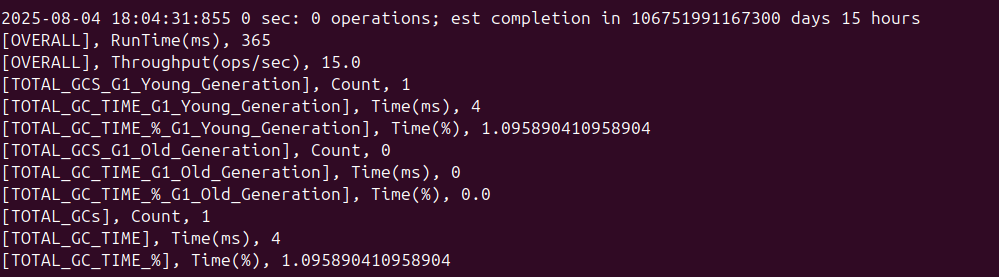 2025-08-04 18:04:31:855 0 sec: 0 operations; est completion in 106751991167300 days 15 hours
[OVERALL], RunTime(ms), 365
[OVERALL], Throughput(ops/sec), 15.0
[TOTAL_GCS_G1_Young_Generation], Count, 1
[TOTAL_GC_TIME_G1_Young_Generation], Time(ms), 4
[TOTAL_GC_TIME_%_G1_Young_Generation], Time(%), 1.095890410958904
[TOTAL_GCS_G1_Old_Generation], Count, 0
[TOTAL_GC_TIME_G1_Old_Generation], Time(ms), 0
[TOTAL_GC_TIME_%_G1_Old_Generation], Time(%), 0.0
[TOTAL_GCs], Count, 1
[TOTAL_GC_TIME], Time(ms), 4
[TOTAL_GC_TIME_%], Time(%), 1.095890410958904